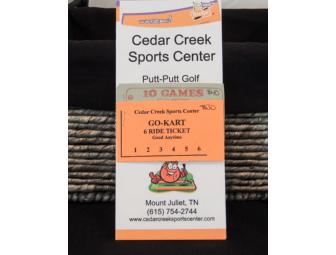 Cedar Creek
Sports Center
Putt-Putt Golf
10 GAMES
Cedar Creek Sports Center
GO-KART
6 RIDE TICKET
Good Anytime
1 2 3 4 5 6
Mount Juliet, TN
(615) 754-2744
www.cedarcreeksportscenter.com